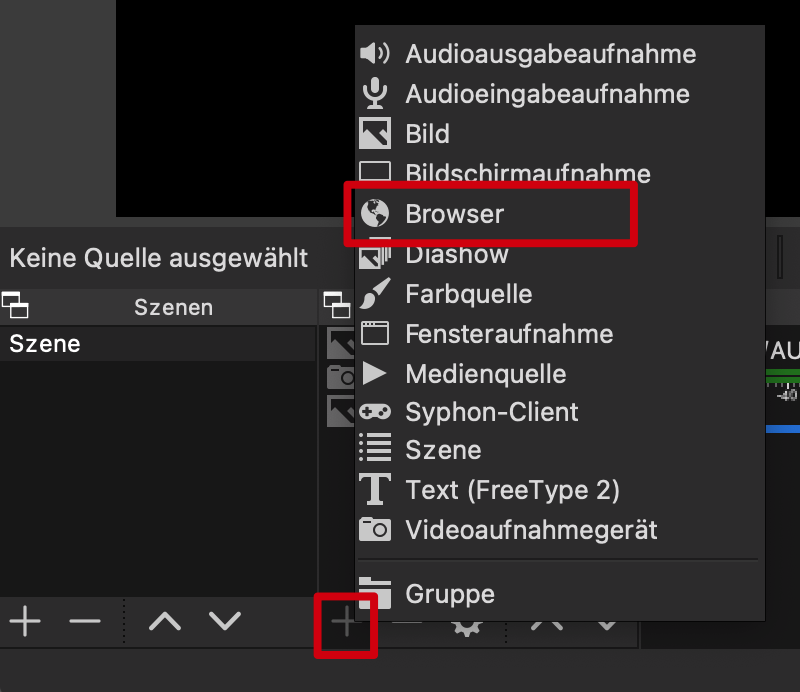 Audioausgabeaufnahme
Audioeingabeaufnahme
Bild
Bildschirmaufnahme
Browser
Diashow
Farbquelle
Fensteraufnahme
Medienquelle
Syphon-Client
Szene
Text (FreeType 2)
Videoaufnahmegerät
Gruppe
Keine Quelle ausgewählt
Szenen
Szene
/AU
-40